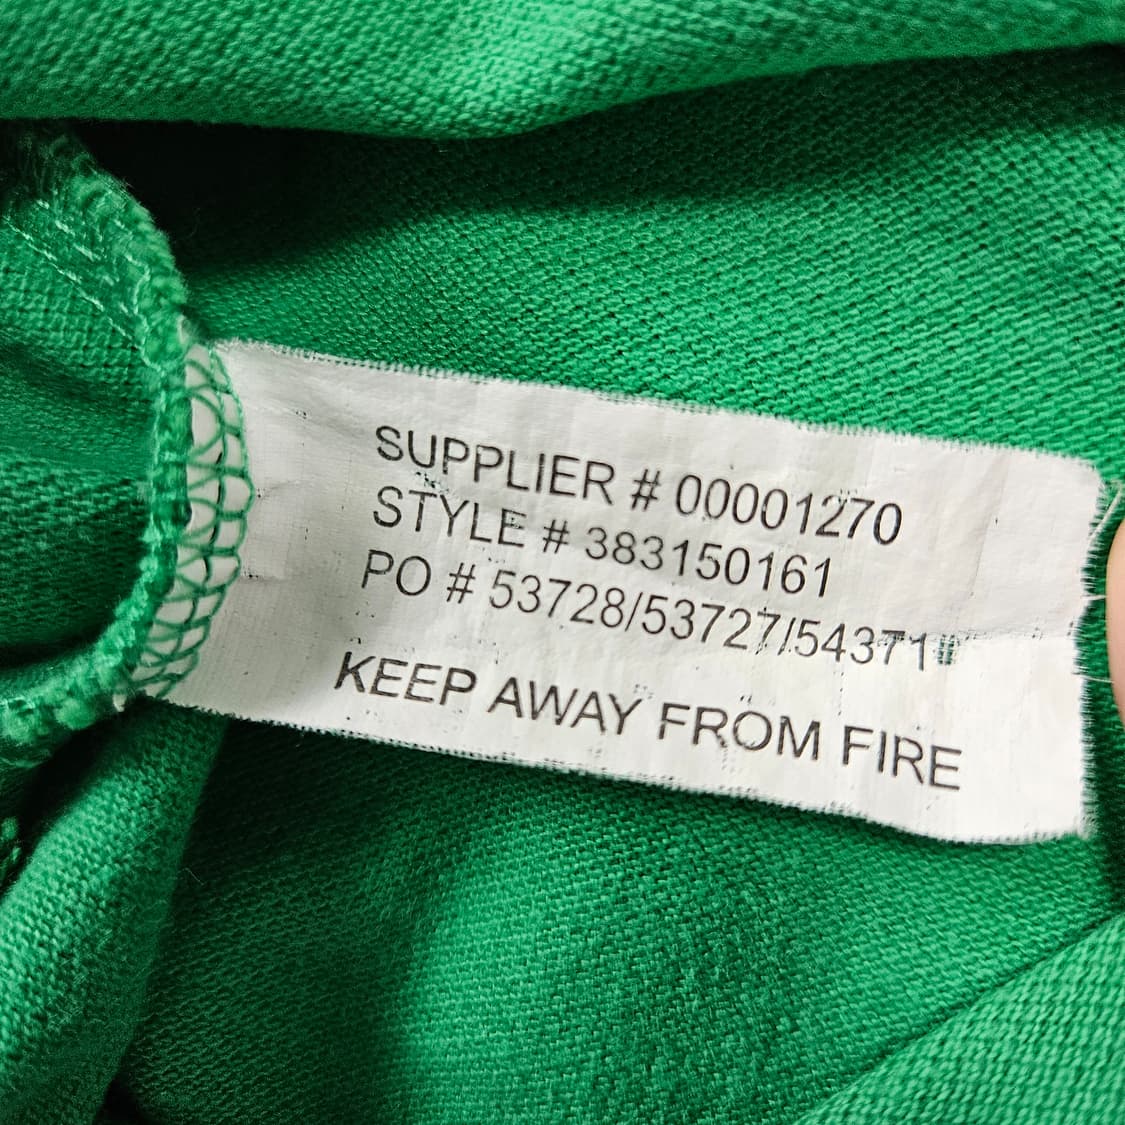 SUPPLIER # 00001270
STYLE # 383150161
PO # 53728/53727/54371#
KEEP AWAY FROM FIRE